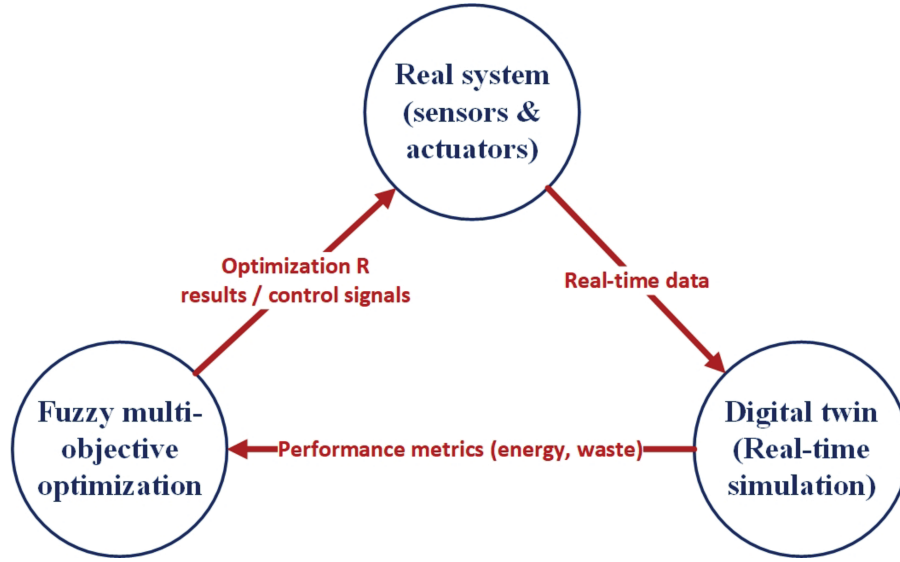 Real system
(sensors &
actuators)
Optimization R
results / control signals
Real-time data
Fuzzy multi-
objective
optimization
Performance metrics (energy, waste)
Digital twin
(Real-time
simulation)